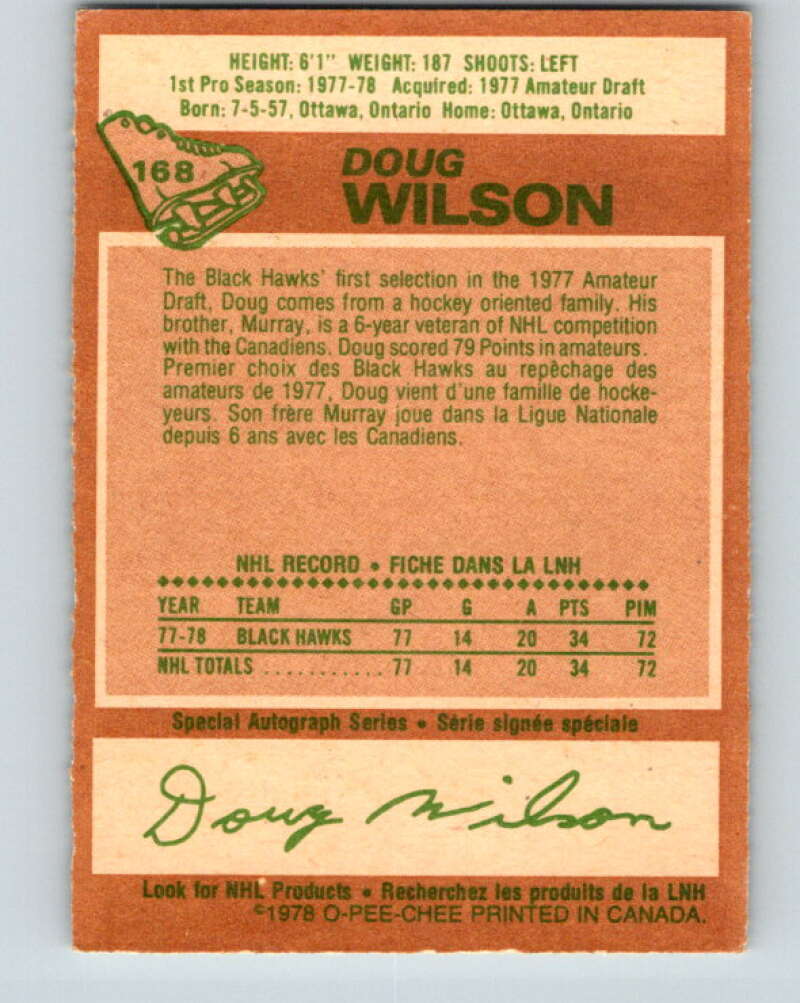 HEIGHT: 6'1" WEIGHT: 187 SHOOTS: LEFT
1st Pro Season: 1977-78 Acquired: 1977 Amateur Draft
Born: 7-5-57, Ottawa, Ontario Home: Ottawa, Ontario
168
DOUG
WILSON
The Black Hawks' first selection in the 1977 Amateur
Draft, Doug comes from a hockey oriented family. His
brother, Murray, is a 6-year veteran of NHL competition
with the Canadiens. Doug scored 79 Points in amateurs.
Premier choix des Black Hawks au repêchage des
amateurs de 1977, Doug vient d'une famille de hocke-
yeurs. Son frère Murray joue dans la Ligue Nationale
depuis 6 ans avec les Canadiens.
NHL RECORD • FICHE DANS LA LNH
YEAR TEAM GP G A PTS PIM
77-78 BLACK HAWKS 77 14 20 34 72
NHL TOTALS ............ 77 14 20 34 72
Special Autograph Series • Série signée spéciale
Doug Wilson
Look for NHL Products • Recherchez les produits de la LNH
©1978 O-PEE-CHEE PRINTED IN CANADA.